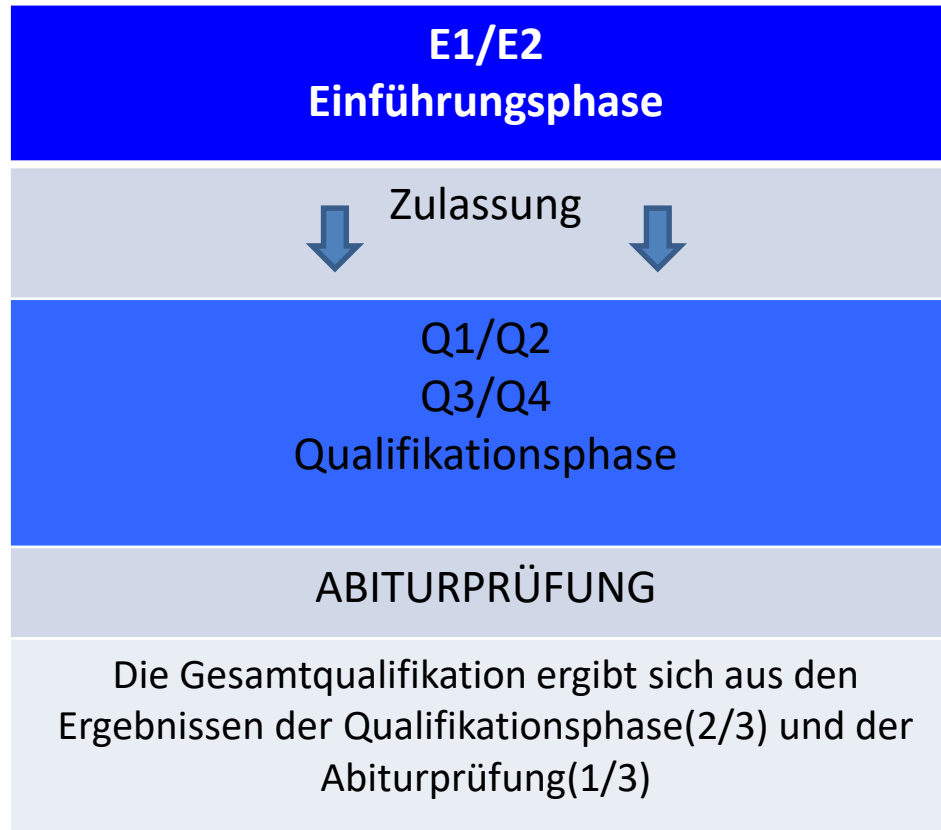 E1/E2
Einführungsphase
Zulassung
Q1/Q2
Q3/Q4
Qualifikationsphase
ABITURPRÜFUNG
Die Gesamtqualifikation ergibt sich aus den
Ergebnissen der Qualifikationsphase(2/3) und der
Abiturprüfung(1/3)